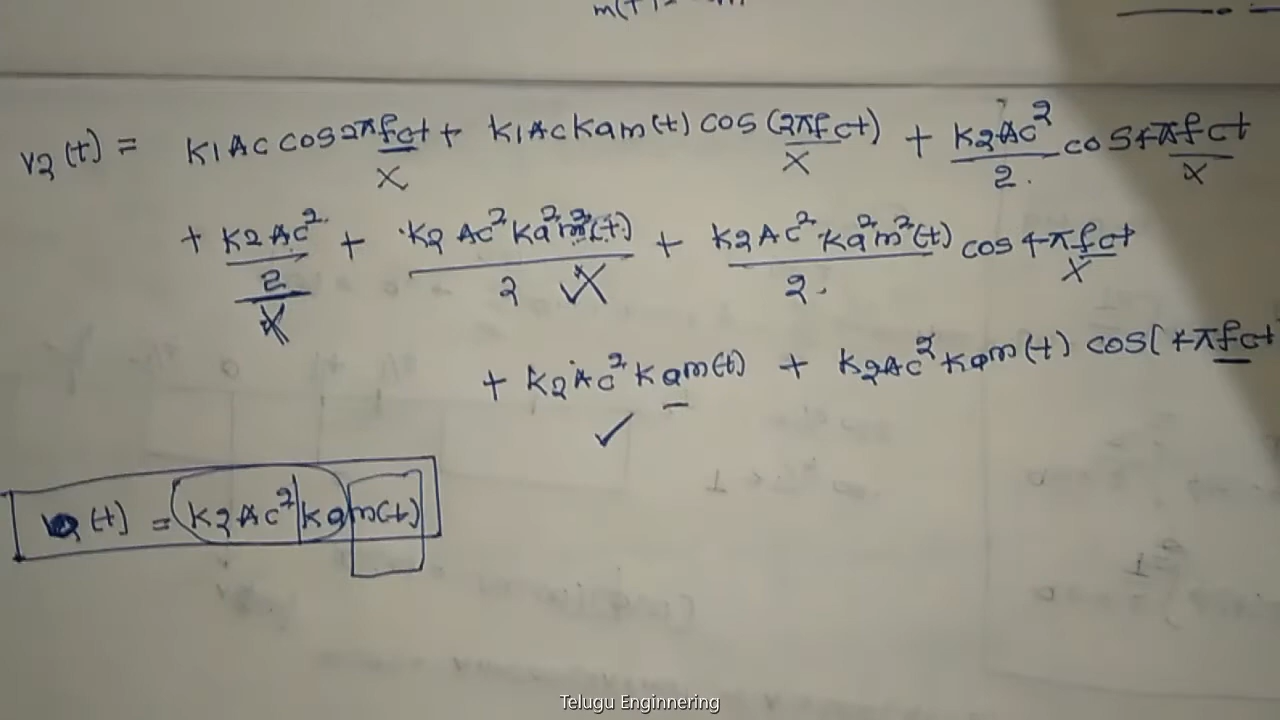 v2(t) = K1Ac cos2πfct + K1AcKam(t) cos(2πfct) + K2Ac²/2 cos4πfct
+ K2Ac²/2 + K2Ac²Ka²m²(t)/2 + K2Ac²Ka²m²(t)/2 cos4πfct
+ K2Ac²Kam(t) + K2Ac²Kam(t) cos(4πfct
(t) = K2Ac²Kam(t)
Telugu Enginnering